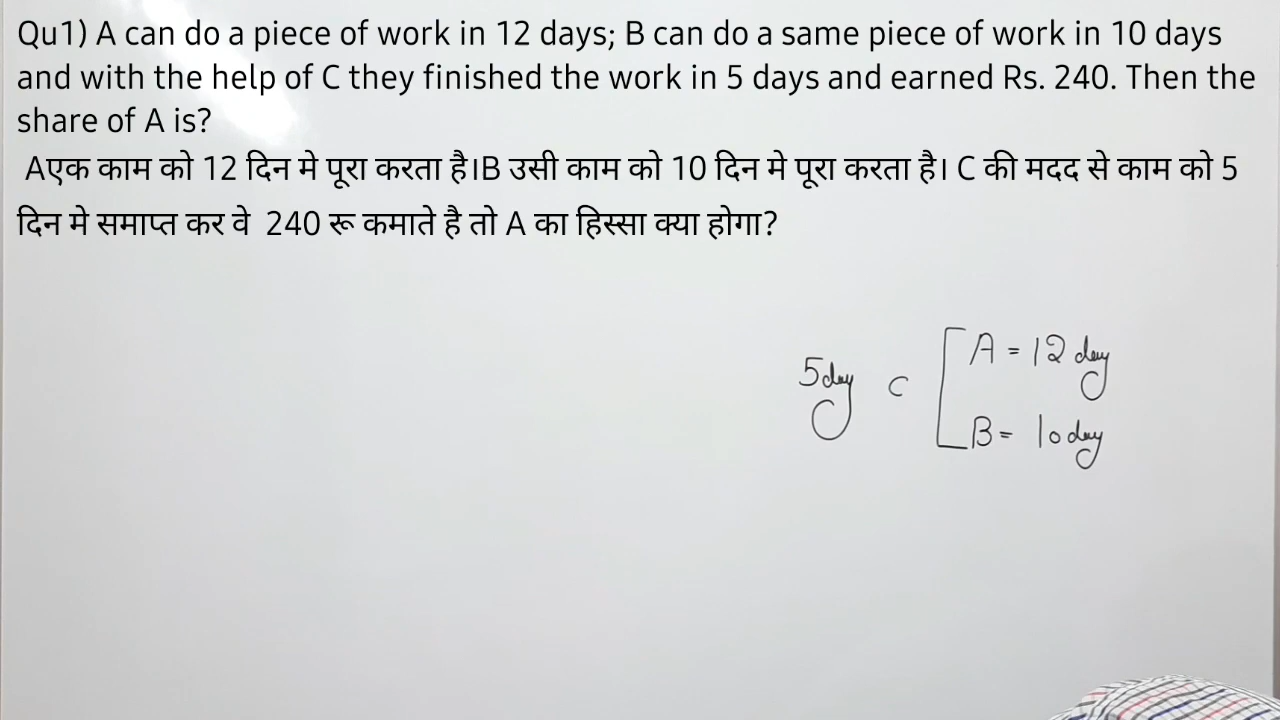 Qu1) A can do a piece of work in 12 days; B can do a same piece of work in 10 days
and with the help of C they finished the work in 5 days and earned Rs. 240. Then the
share of A is?
Aएक काम को 12 दिन मे पूरा करता है।B उसी काम को 10 दिन मे पूरा करता है। C की मदद से काम को 5
दिन मे समाप्त कर वे 240 रू कमाते है तो A का हिस्सा क्या होगा?
A = 12 day
5day C
B = 10 day